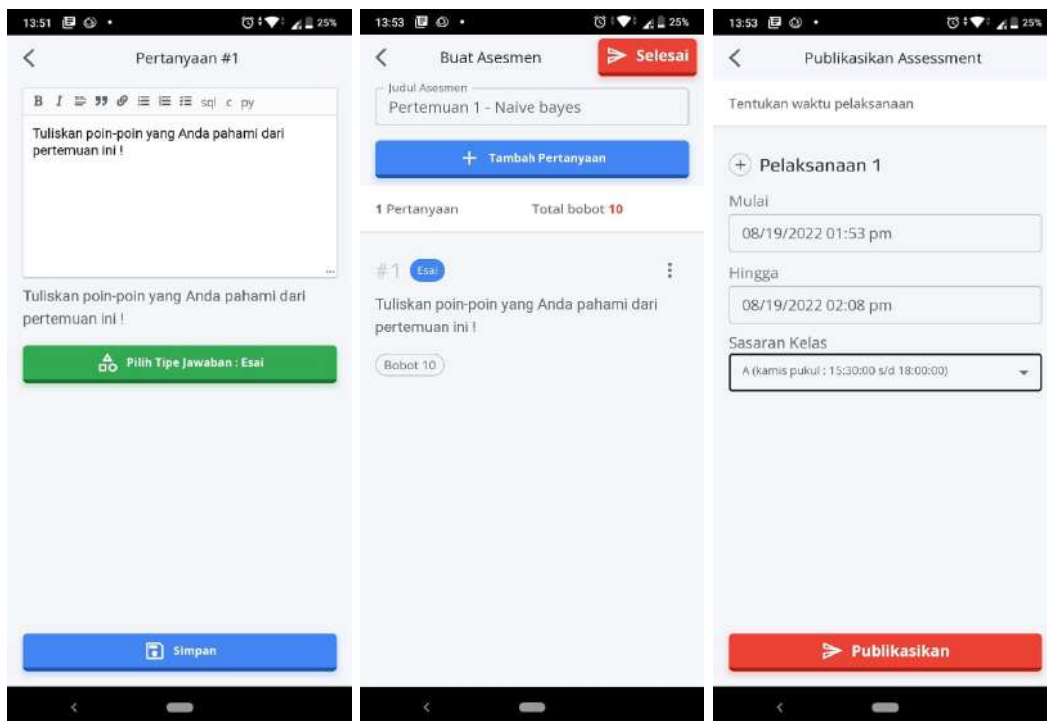 13:51
25%
Pertanyaan #1
B I sql c py
Tuliskan poin-poin yang Anda pahami dari
pertemuan ini !
Tuliskan poin-poin yang Anda pahami dari
pertemuan ini !
Pilih Tipe Jawaban : Esai
Simpan
13:53
25%
Buat Asesmen
Selesai
Judul Asesmen
Pertemuan 1 - Naive bayes
+ Tambah Pertanyaan
1 Pertanyaan
Total bobot 10
#1 Esai
Tuliskan poin-poin yang Anda pahami dari
pertemuan ini !
Bobot 10
13:53
25%
Publikasikan Assessment
Tentukan waktu pelaksanaan
Pelaksanaan 1
Mulai
08/19/2022 01:53 pm
Hingga
08/19/2022 02:08 pm
Sasaran Kelas
A (kamis pukul : 15:30:00 s/d 18:00:00)
Publikasikan